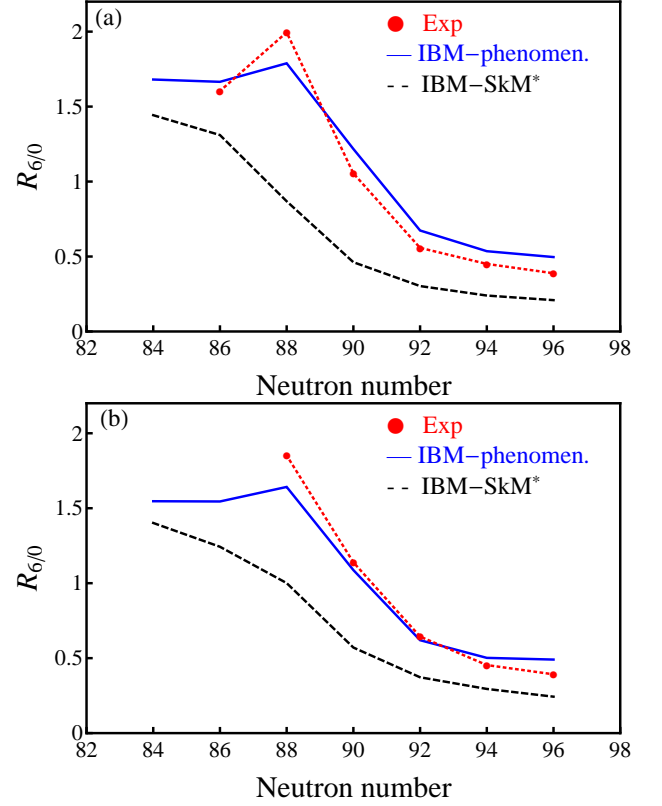 (a)
Exp
IBM−phenomen.
IBM−SkM*
2
1.5
1
0.5
0
R6/0
82 84 86 88 90 92 94 96 98
Neutron number
(b)
Exp
IBM−phenomen.
IBM−SkM*
2
1.5
1
0.5
0
R6/0
82 84 86 88 90 92 94 96 98
Neutron number